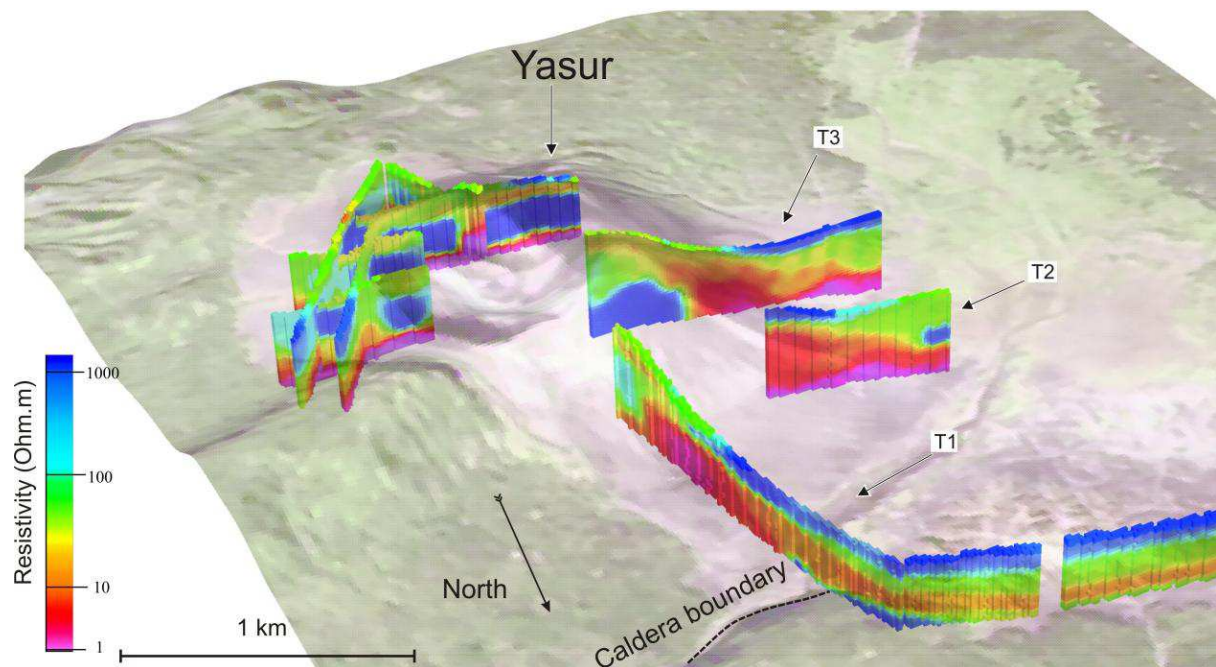 Yasur
T3
T2
T1
Resistivity (Ohm.m)
1000
100
10
1
North
Caldera boundary
1 km